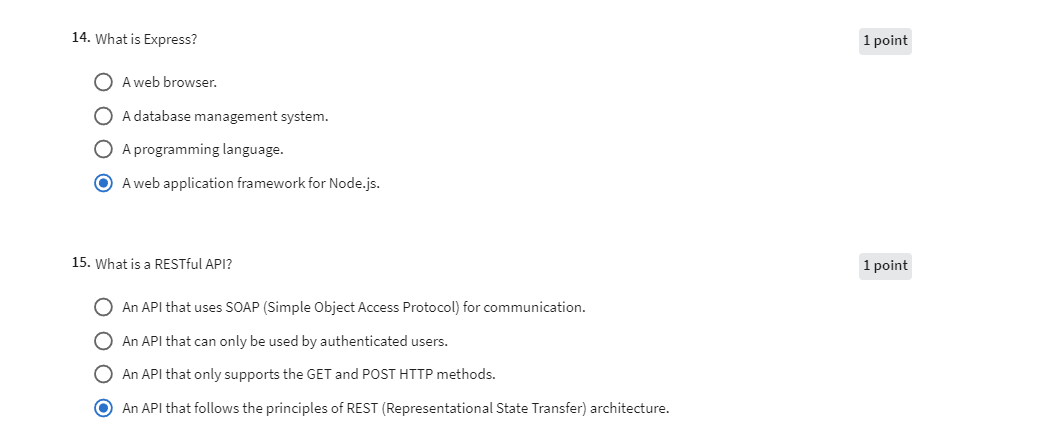 14. What is Express?
1 point
A web browser.
A database management system.
A programming language.
A web application framework for Node.js.
15. What is a RESTful API?
1 point
An API that uses SOAP (Simple Object Access Protocol) for communication.
An API that can only be used by authenticated users.
An API that only supports the GET and POST HTTP methods.
An API that follows the principles of REST (Representational State Transfer) architecture.